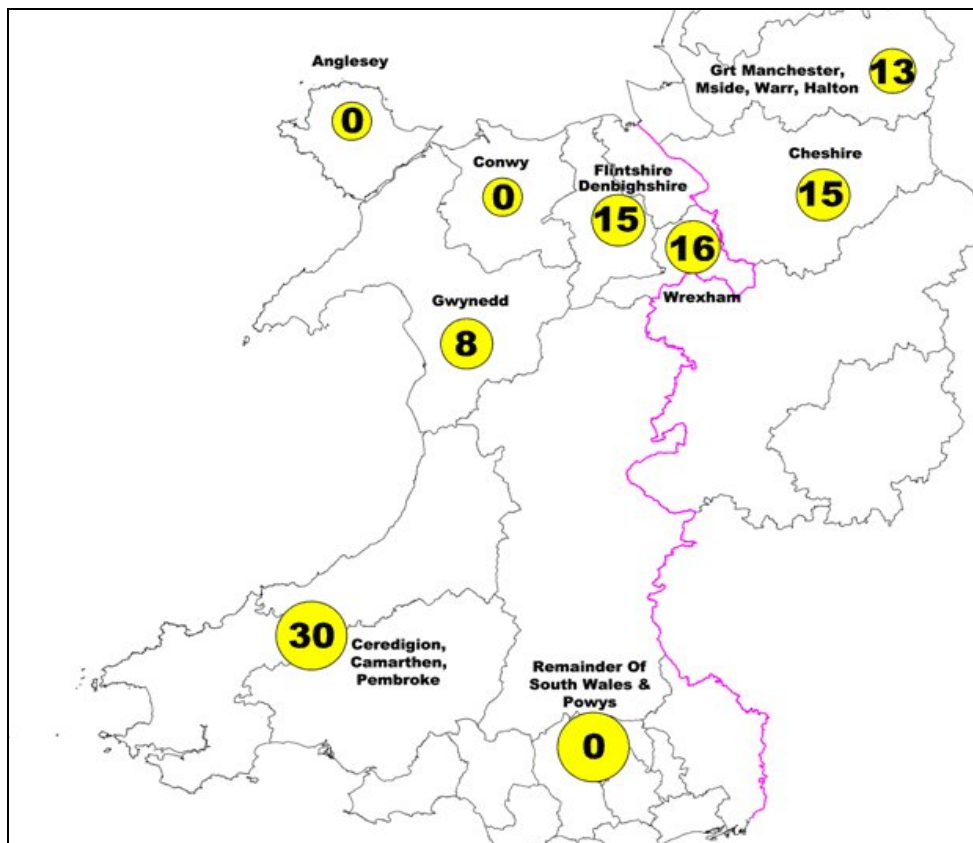 Anglesey
0
Grt Manchester,
Mside, Warr, Halton
13
Conwy
0
Flintshire
Denbighshire
15
Cheshire
15
16
Wrexham
Gwynedd
8
30
Ceredigion,
Camarthen,
Pembroke
Remainder Of
South Wales &
Powys
0